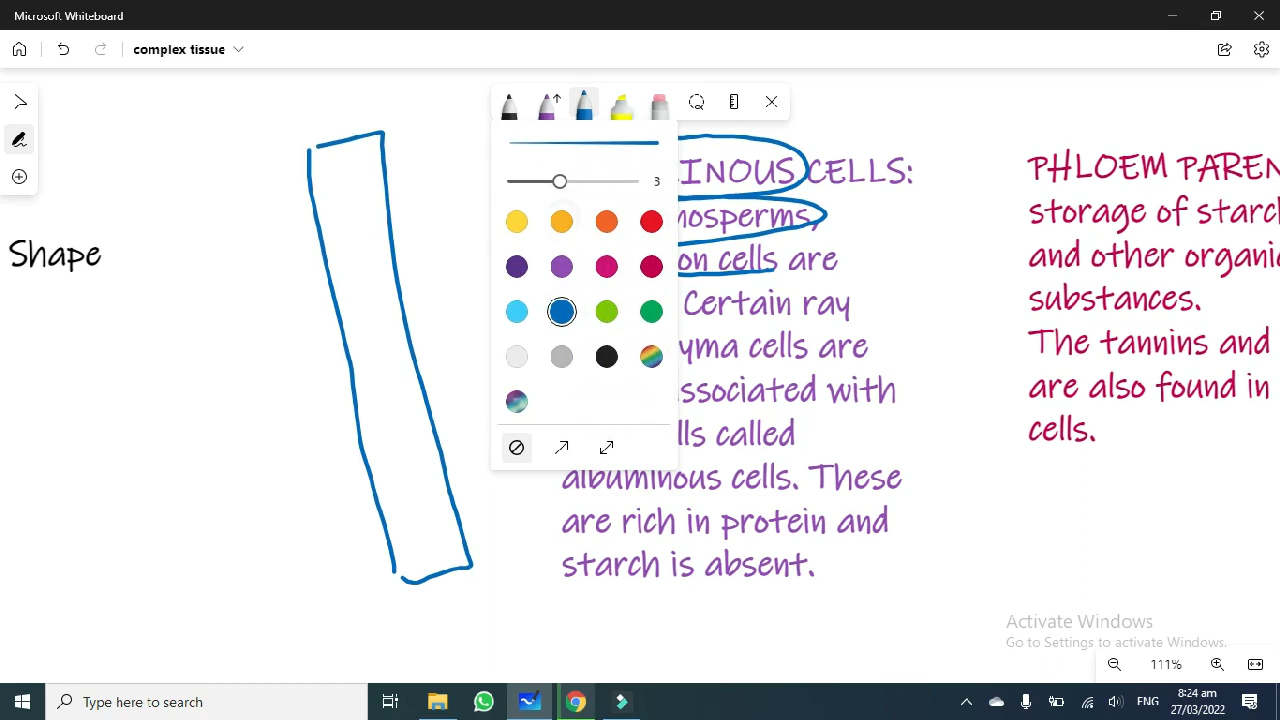 Microsoft Whiteboard
complex tissue
3
Shape
INOUS CELLS:
nosperms,
on cells are
Certain ray
yma cells are
ssociated with
lls called
albuminous cells. These
are rich in protein and
starch is absent.
PHLOEM PAREN
storage of starch
and other organi
substances.
The tannins and
are also found in
cells.
Activate Windows
Go to Settings to activate Windows.
111%
Type here to search
ENG
8:24 am
27/03/2022